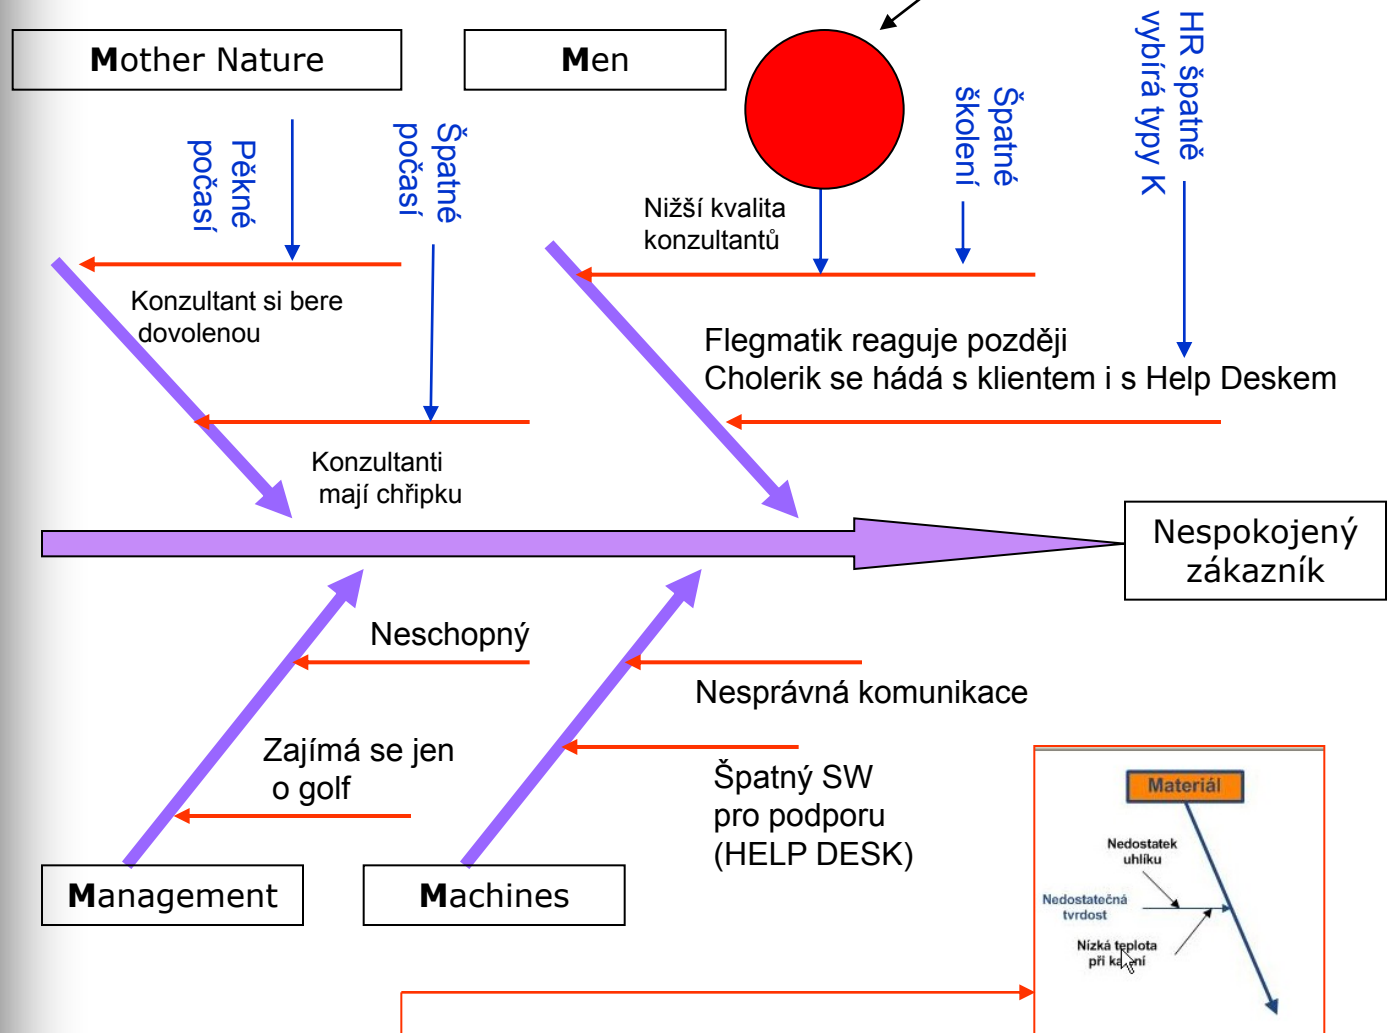 Mother Nature
Men
HR špatně
vybírá typy K
Špatné
školení
Špatné
počasí
Pěkné
počasí
Nižší kvalita
konzultantů
Konzultant si bere
dovolenou
Flegmatik reaguje později
Cholerik se hádá s klientem i s Help Deskem
Konzultanti
mají chřipku
Nespokojený
zákazník
Neschopný
Nesprávná komunikace
Zajímá se jen
o golf
Špatný SW
pro podporu
(HELP DESK)
Management
Machines
Materiál
Nedostatek
uhlíku
Nedostatečná
tvrdost
Nízká teplota
při kalení